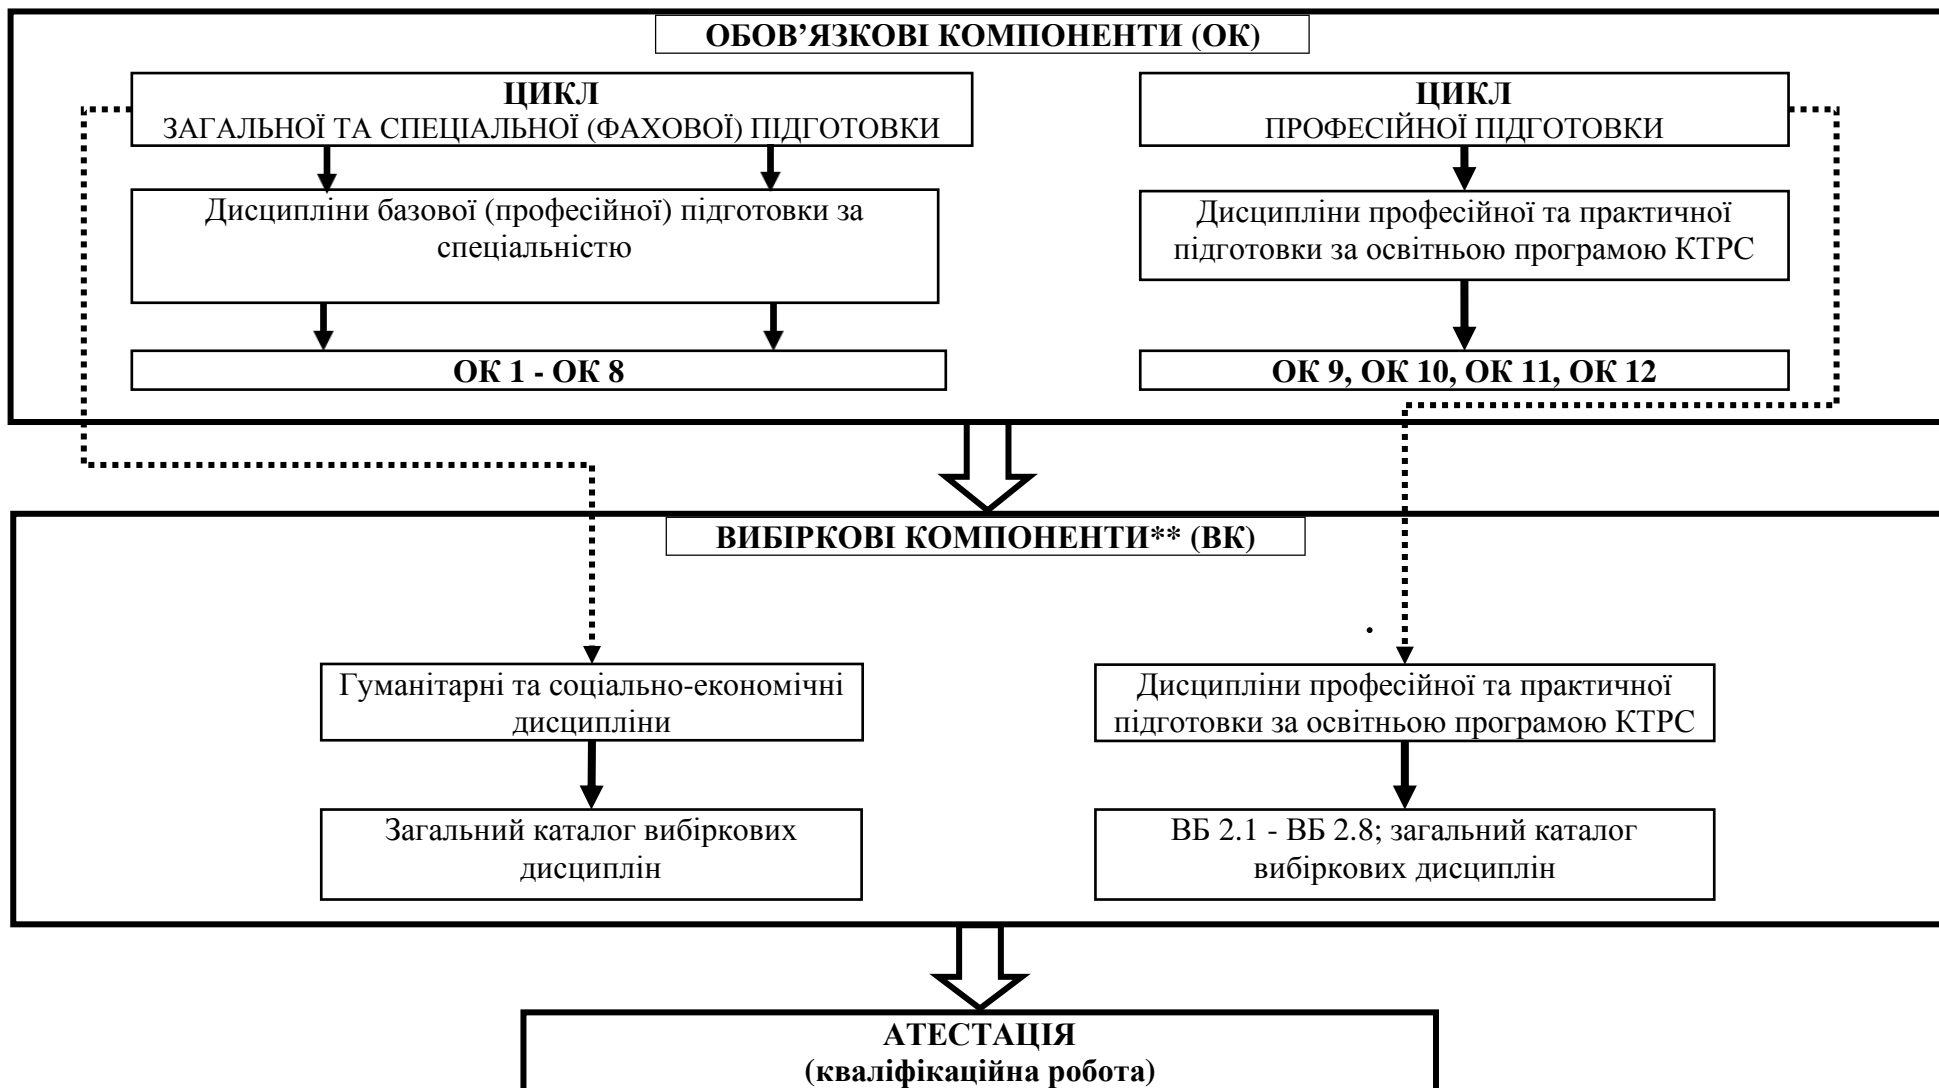 ОБОВ’ЯЗКОВІ КОМПОНЕНТИ (ОК)
ЦИКЛ
ЗАГАЛЬНОЇ ТА СПЕЦІАЛЬНОЇ (ФАХОВОЇ) ПІДГОТОВКИ
ЦИКЛ
ПРОФЕСІЙНОЇ ПІДГОТОВКИ
Дисципліни базової (професійної) підготовки за
спеціальністю
Дисципліни професійної та практичної
підготовки за освітньою програмою КТРС
ОК 1 - ОК 8
ОК 9, ОК 10, ОК 11, ОК 12
ВИБІРКОВІ КОМПОНЕНТИ** (ВК)
.
Гуманітарні та соціально-економічні
дисципліни
Дисципліни професійної та практичної
підготовки за освітньою програмою КТРС
Загальний каталог вибіркових
дисциплін
ВБ 2.1 - ВБ 2.8; загальний каталог
вибіркових дисциплін
АТЕСТАЦІЯ
(кваліфікаційна робота)